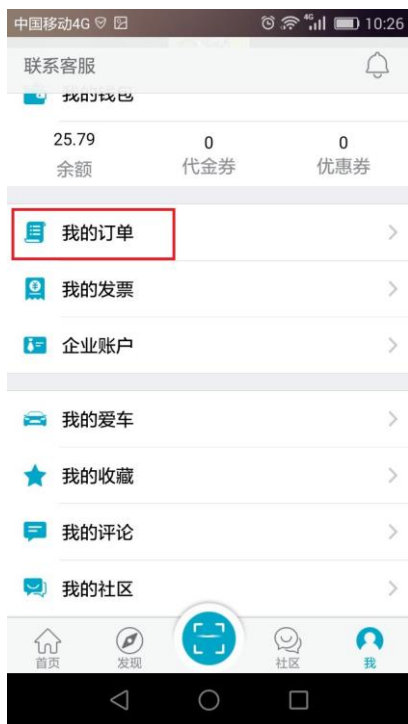 中国移动4G 4G 10:26
联系客服
我的钱包
25.79 0 0
余额 代金券 优惠券
我的订单
我的发票
企业账户
我的爱车
我的收藏
我的评论
我的社区
首页 发现 社区 我